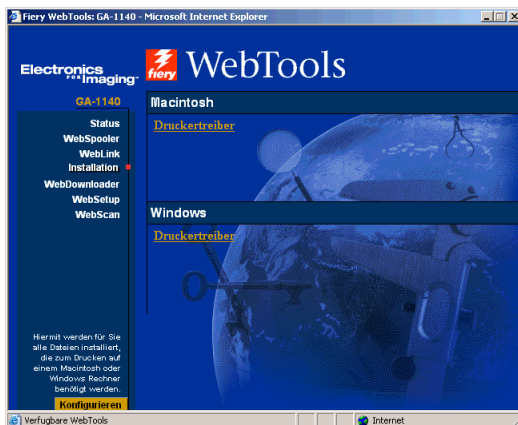 Fiery WebTools: GA-1140 - Microsoft Internet Explorer
Electronics
FOR Imaging
fiery
WebTools
GA-1140
Status
WebSpooler
WebLink
Installation
WebDownloader
WebSetup
WebScan
Macintosh
Druckertreiber
Windows
Druckertreiber
Hiermit werden für Sie
alle Dateien installiert,
die zum Drucken auf
einem Macintosh oder
Windows Rechner
benötigt werden.
Konfigurieren
Verfugbare WebTools
Internet